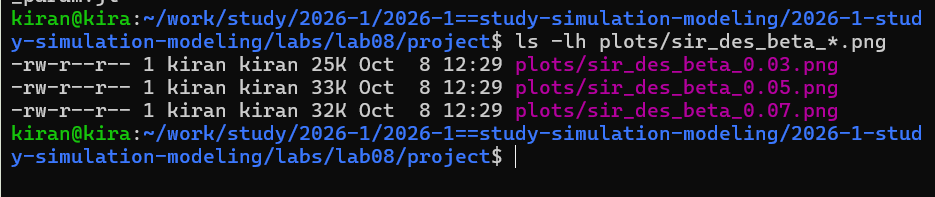 kiran@kira:~/work/study/2026-1/2026-1==study-simulation-modeling/2026-1-stud
y-simulation-modeling/labs/lab08/project$ ls -lh plots/sir_des_beta_*.png
-rw-r--r-- 1 kiran kiran 25K Oct  8 12:29 plots/sir_des_beta_0.03.png
-rw-r--r-- 1 kiran kiran 33K Oct  8 12:29 plots/sir_des_beta_0.05.png
-rw-r--r-- 1 kiran kiran 32K Oct  8 12:29 plots/sir_des_beta_0.07.png
kiran@kira:~/work/study/2026-1/2026-1==study-simulation-modeling/2026-1-stud
y-simulation-modeling/labs/lab08/project$